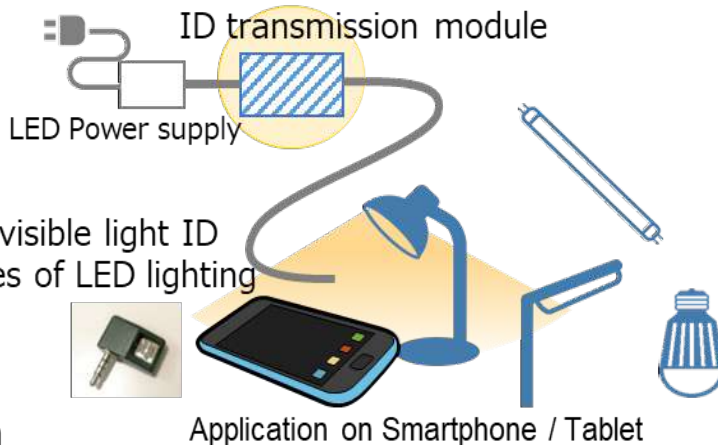 ID transmission module
LED Power supply
visible light ID
es of LED lighting
Application on Smartphone / Tablet